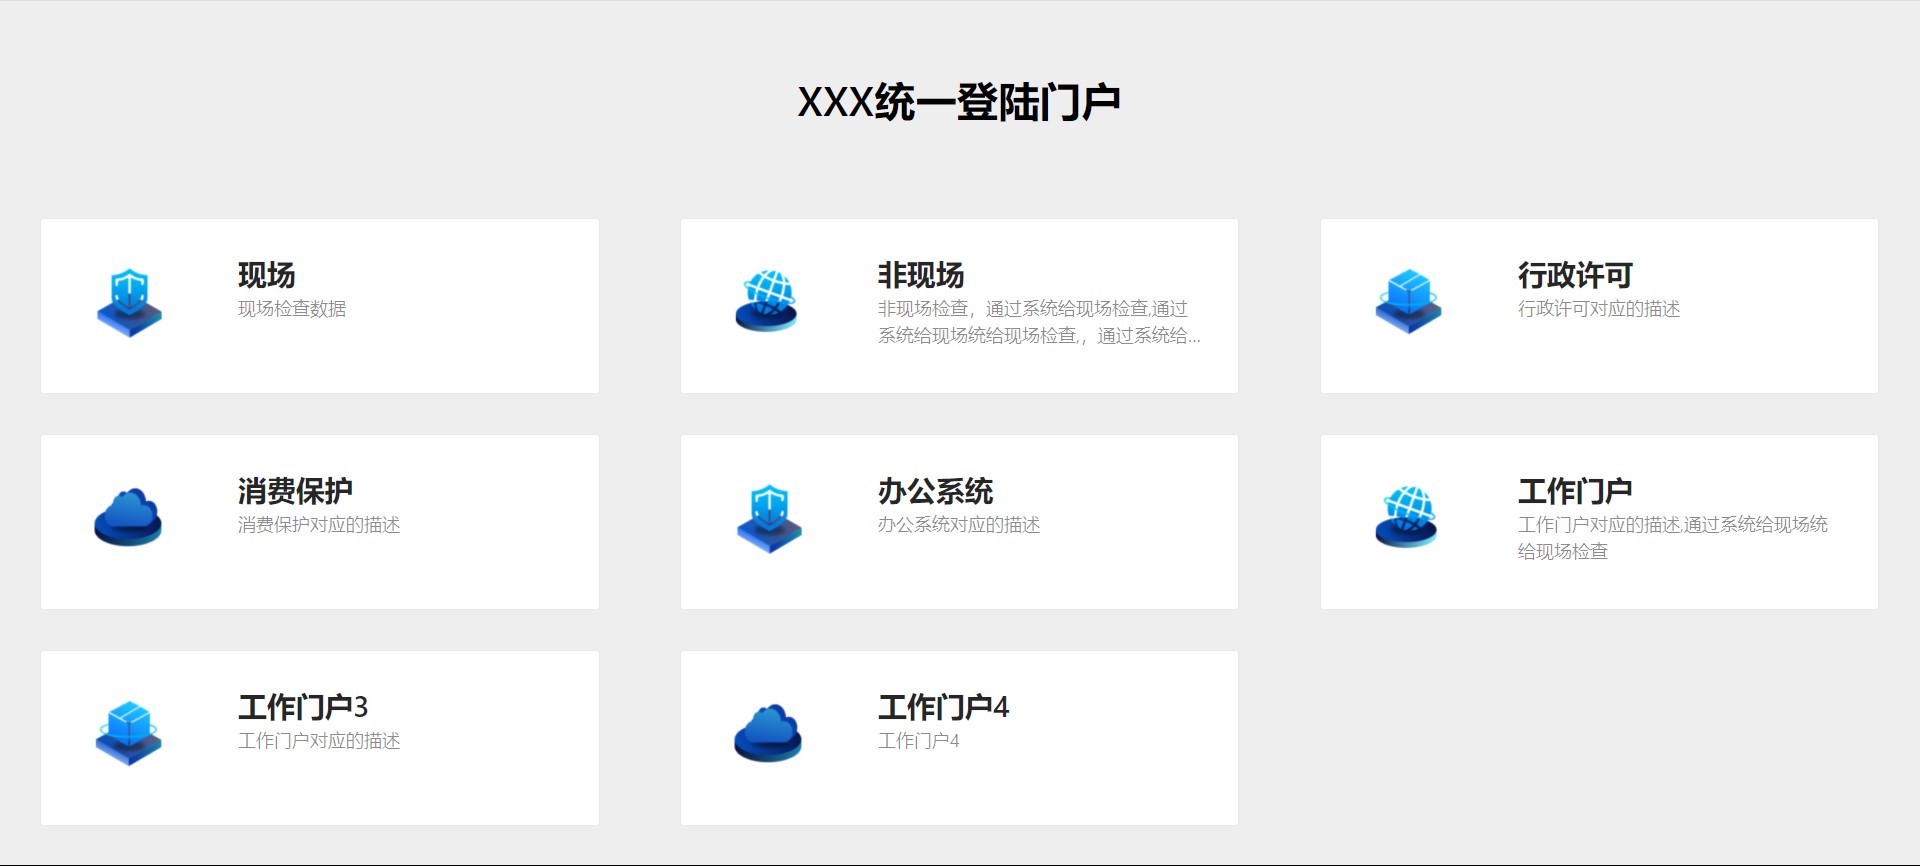 XXX统一登陆门户
现场
现场检查数据
非现场
非现场检查，通过系统给现场检查,通过
系统给现场统给现场检查,，通过系统给...
行政许可
行政许可对应的描述
消费保护
消费保护对应的描述
办公系统
办公系统对应的描述
工作门户
工作门户对应的描述,通过系统给现场统
给现场检查
工作门户3
工作门户对应的描述
工作门户4
工作门户4